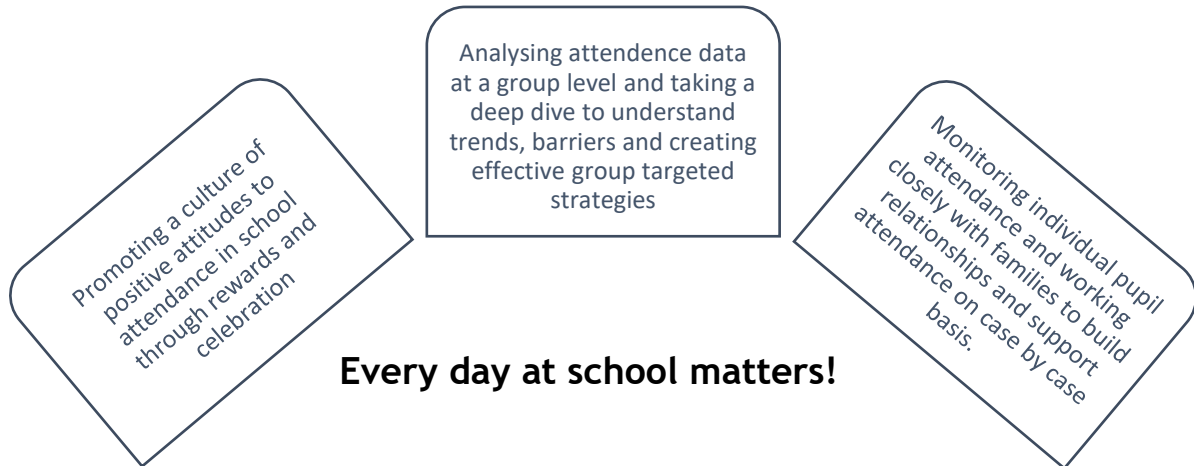 Promoting a culture of
positive attitudes to
attendance in school
through rewards and
celebration
Analysing attendence data
at a group level and taking a
deep dive to understand
trends, barriers and creating
effective group targeted
strategies
Monitoring individual pupil
attendance and working
closely with families to build
relationships and support
attendance on case by case
basis.
Every day at school matters!